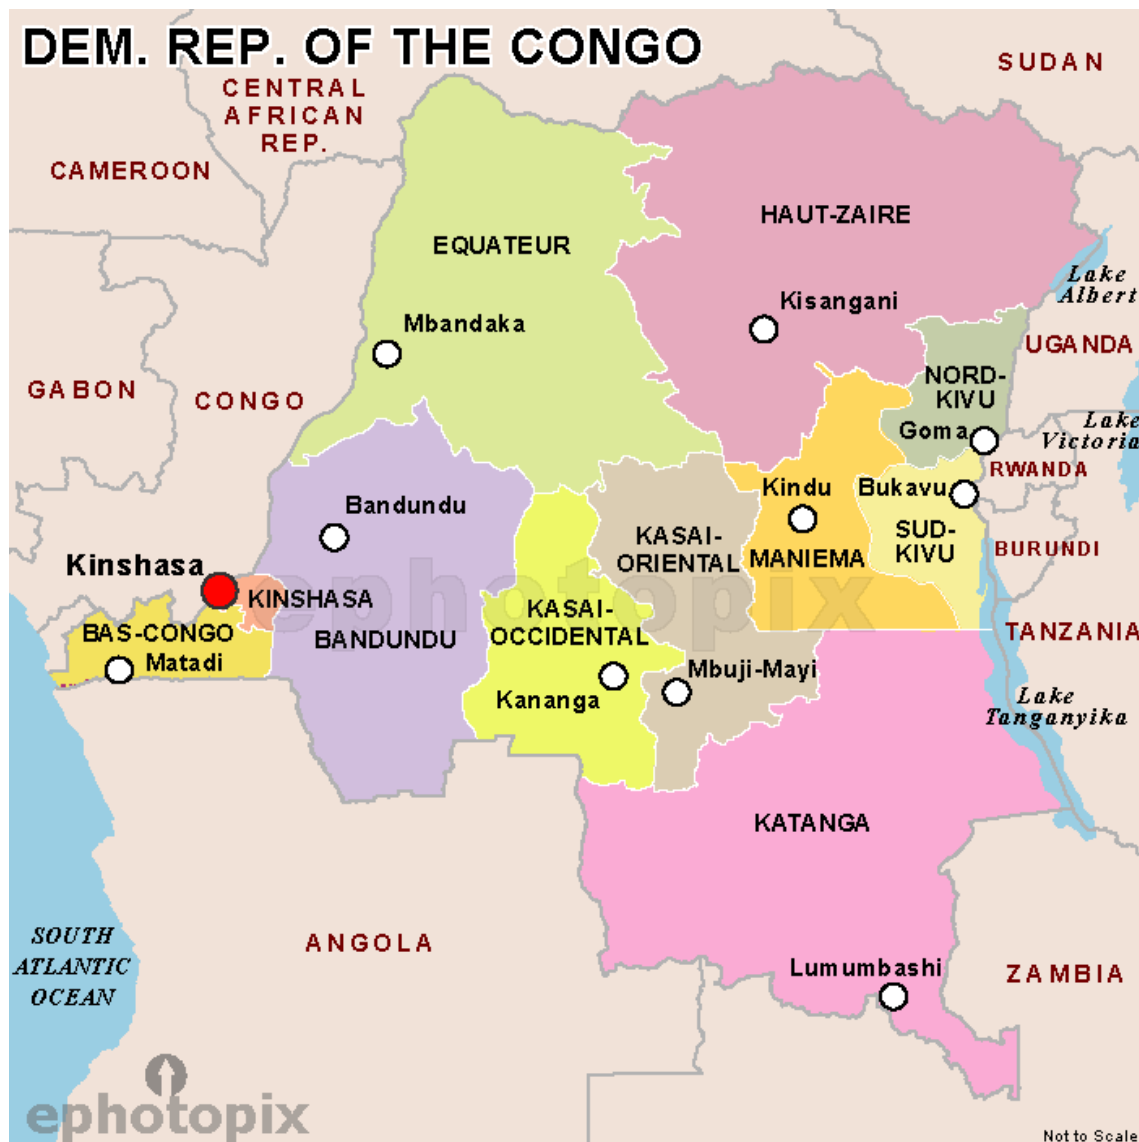 DEM. REP. OF THE CONGO
SUDAN
CENTRAL
AFRICAN
REP.
CAMEROON
HAUT-ZAIRE
EQUATEUR
Lake
Albert
Kisangani
Mbandaka
UGANDA
GABON
CONGO
NORD-
KIVU
Goma
Lake
Victoria
RWANDA
Kindu
Bukavu
Bandundu
KASAI-
ORIENTAL
SUD-
KIVU
MANIEMA
BURUNDI
Kinshasa
KINSHASA
ephotopix
KASAI-
OCCIDENTAL
BAS-CONGO
BANDUNDU
TANZANIA
Matadi
Mbuji-Mayi
Kananga
Lake
Tanganyika
KATANGA
SOUTH
ATLANTIC
OCEAN
ANGOLA
Lumumbashi
ZAMBIA
ephotopix
Not to Scale